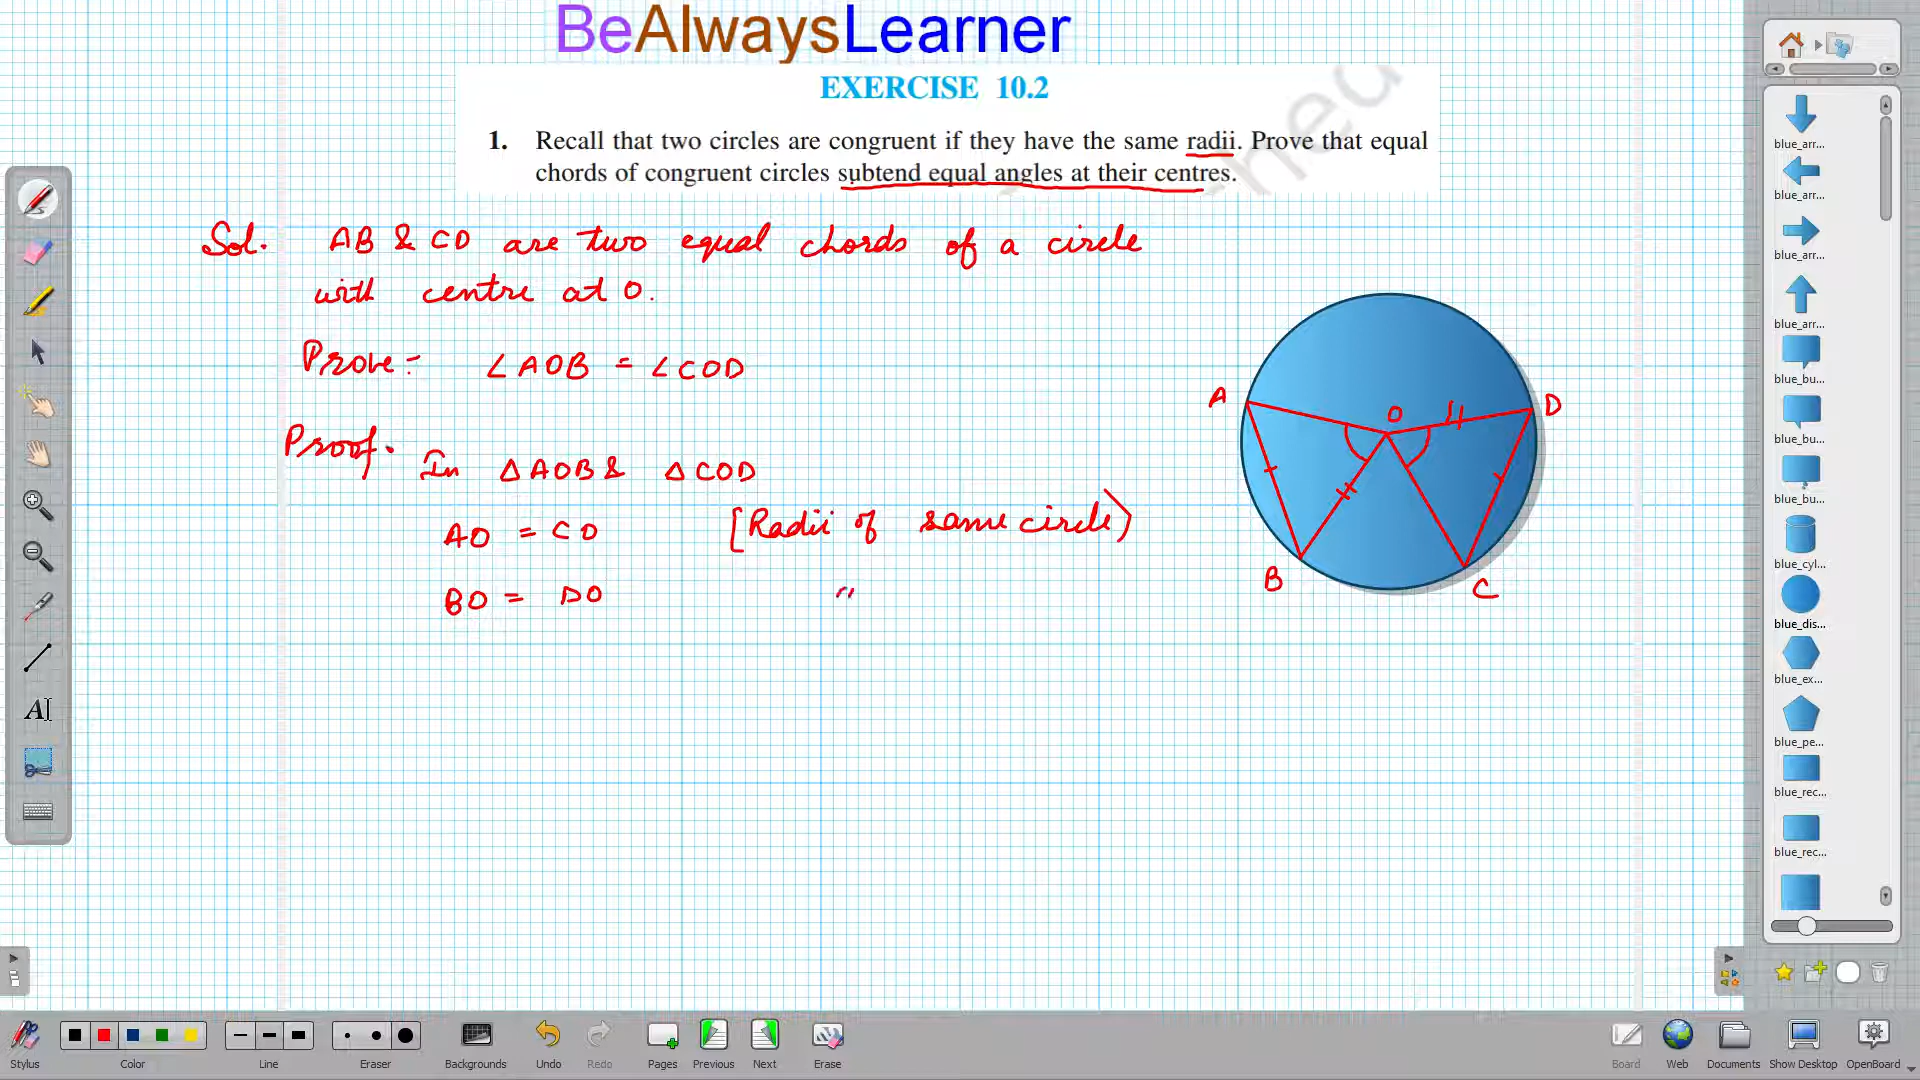 BeAlwaysLearner
EXERCISE 10.2
1. Recall that two circles are congruent if they have the same radii. Prove that equal
chords of congruent circles subtend equal angles at their centres.
Sol. AB & CD are two equal chords of a circle
with centre at O.
Prove:- ∠AOB = ∠COD
Proof. In ΔAOB & ΔCOD
AO = CO [Radii of same circle)
BO = DO "
A
O
D
B
C
blue_arr...
blue_arr...
blue_arr...
blue_arr...
blue_bu...
blue_bu...
blue_bu...
blue_cyl...
blue_dis...
blue_ex...
blue_pe...
blue_rec...
blue_rec...
Stylus Color Line Eraser Backgrounds Undo Redo Pages Previous Next Erase Board Web Documents Show Desktop OpenBoard